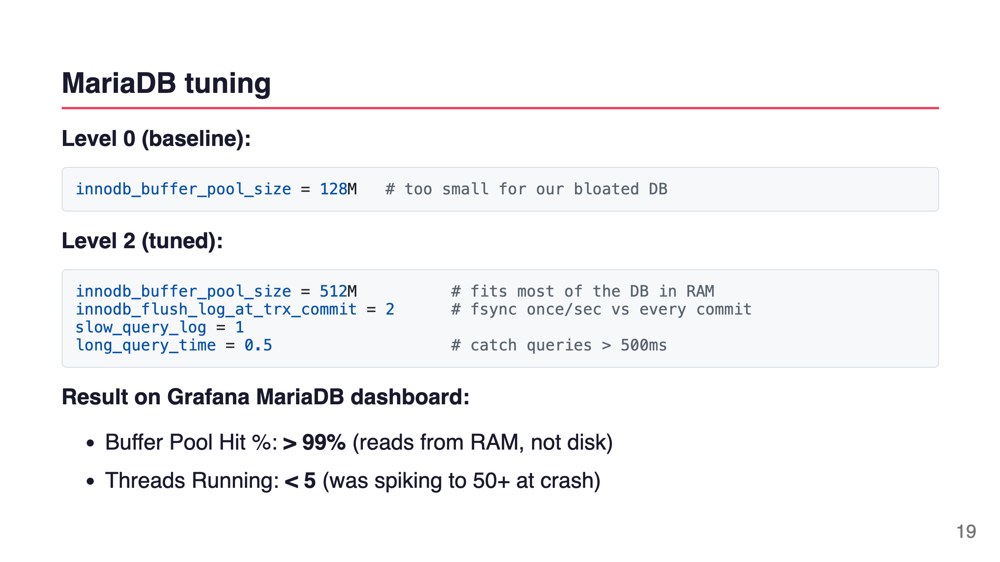 MariaDB tuning
Level 0 (baseline):
innodb_buffer_pool_size = 128M   # too small for our bloated DB
Level 2 (tuned):
innodb_buffer_pool_size = 512M          # fits most of the DB in RAM
innodb_flush_log_at_trx_commit = 2      # fsync once/sec vs every commit
slow_query_log = 1
long_query_time = 0.5                   # catch queries > 500ms
Result on Grafana MariaDB dashboard:
• Buffer Pool Hit %: > 99% (reads from RAM, not disk)
• Threads Running: < 5 (was spiking to 50+ at crash)
19